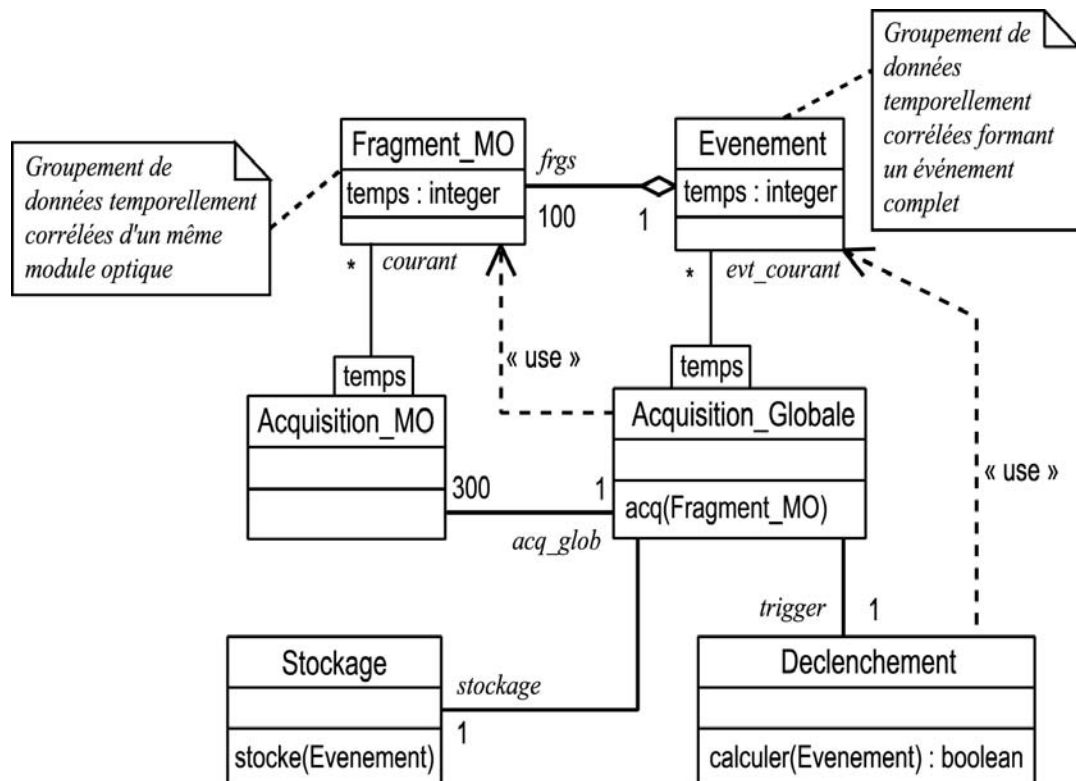 Groupement de
données
temporellement
corrélées formant
un événement
complet
Groupement de
données temporellement
corrélées d'un même
module optique
Fragment_MO
temps : integer
frgs
100
1
Evenement
temps : integer
*
courant
*
evt_courant
« use »
« use »
temps
Acquisition_MO
temps
Acquisition_Globale
acq(Fragment_MO)
300
1
acq_glob
trigger
1
Stockage
stocke(Evenement)
stockage
1
Declenchement
calculer(Evenement) : boolean